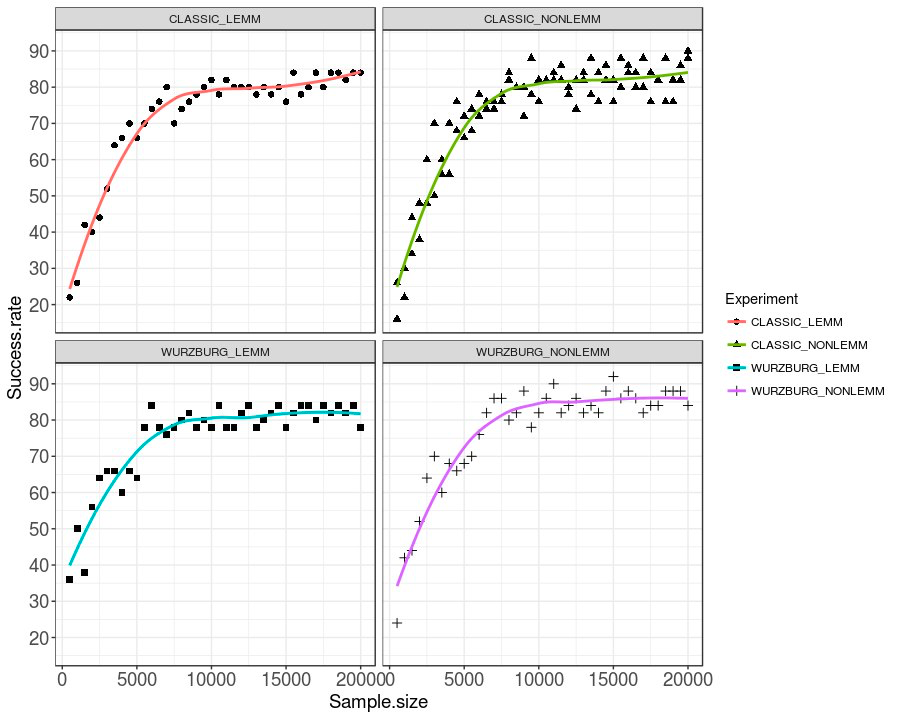 CLASSIC_LEMM
CLASSIC_NONLEMM
90
80
70
60
50
40
30
20
WURZBURG_LEMM
WURZBURG_NONLEMM
90
80
70
60
50
40
30
20
0
5000
10000
15000
20000
0
5000
10000
15000
20000
Sample.size
Success.rate
Experiment
CLASSIC_LEMM
CLASSIC_NONLEMM
WURZBURG_LEMM
WURZBURG_NONLEMM